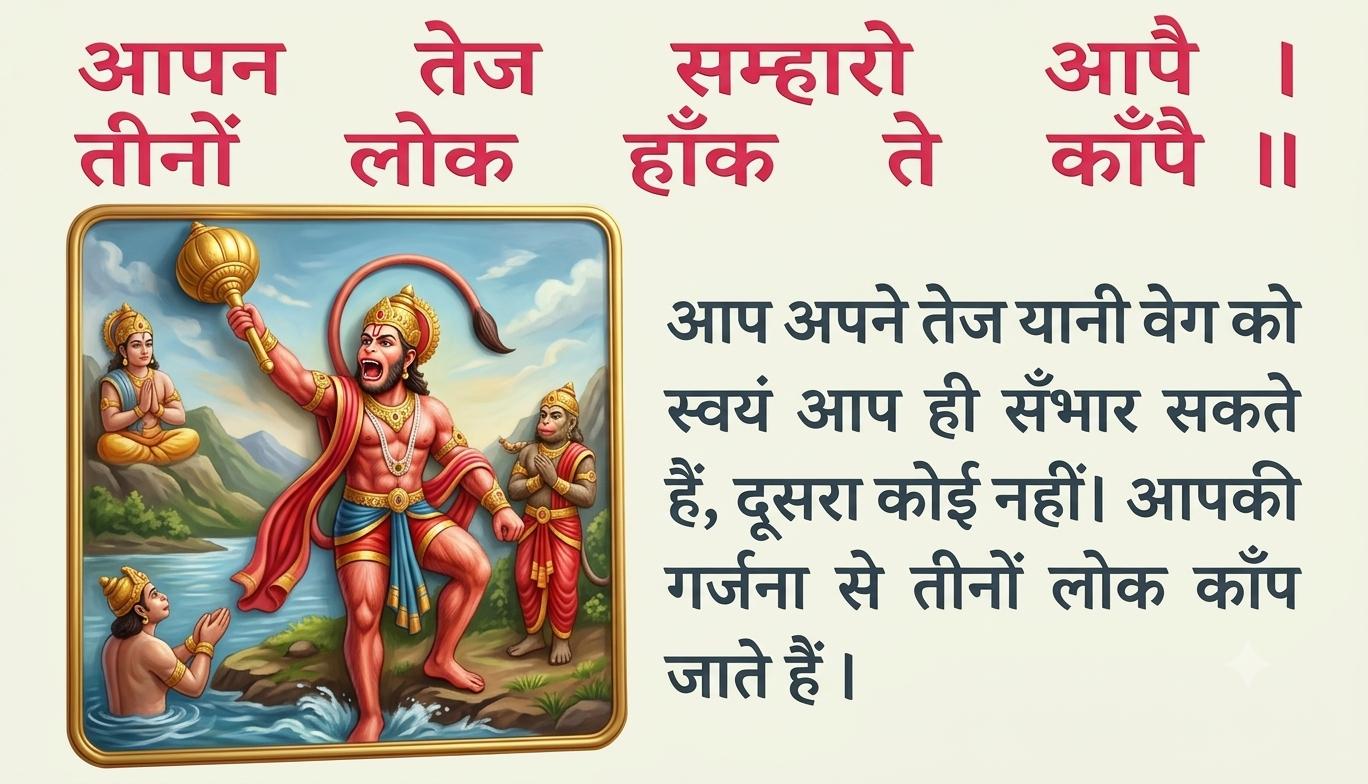 आपन तेज सम्हारो आपै ।
तीनों लोक हाँक ते काँपै ॥
आप अपने तेज यानी वेग को
स्वयं आप ही सँभार सकते
हैं, दूसरा कोई नहीं। आपकी
गर्जना से तीनों लोक काँप
जाते हैं ।